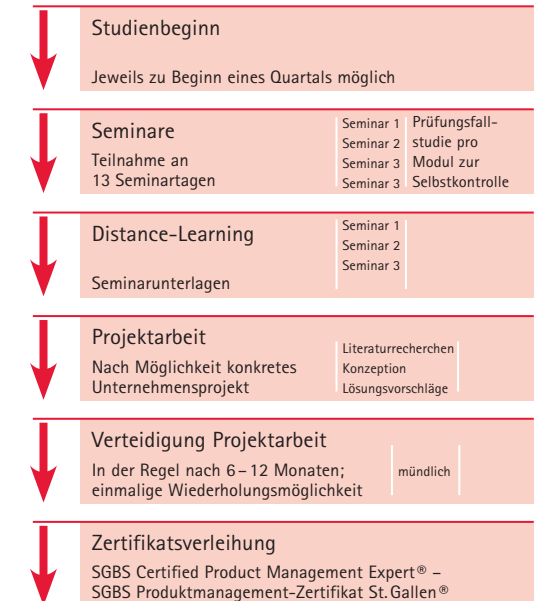 Studienbeginn
Jeweils zu Beginn eines Quartals möglich
Seminare
Teilnahme an
13 Seminartagen
Seminar 1
Seminar 2
Seminar 3
Seminar 3
Prüfungsfall-
studie pro
Modul zur
Selbstkontrolle
Distance-Learning
Seminarunterlagen
Seminar 1
Seminar 2
Seminar 3
Projektarbeit
Nach Möglichkeit konkretes
Unternehmensprojekt
Literaturrecherchen
Konzeption
Lösungsvorschläge
Verteidigung Projektarbeit
In der Regel nach 6–12 Monaten;
einmalige Wiederholungsmöglichkeit
mündlich
Zertifikatsverleihung
SGBS Certified Product Management Expert® –
SGBS Produktmanagement-Zertifikat St. Gallen®